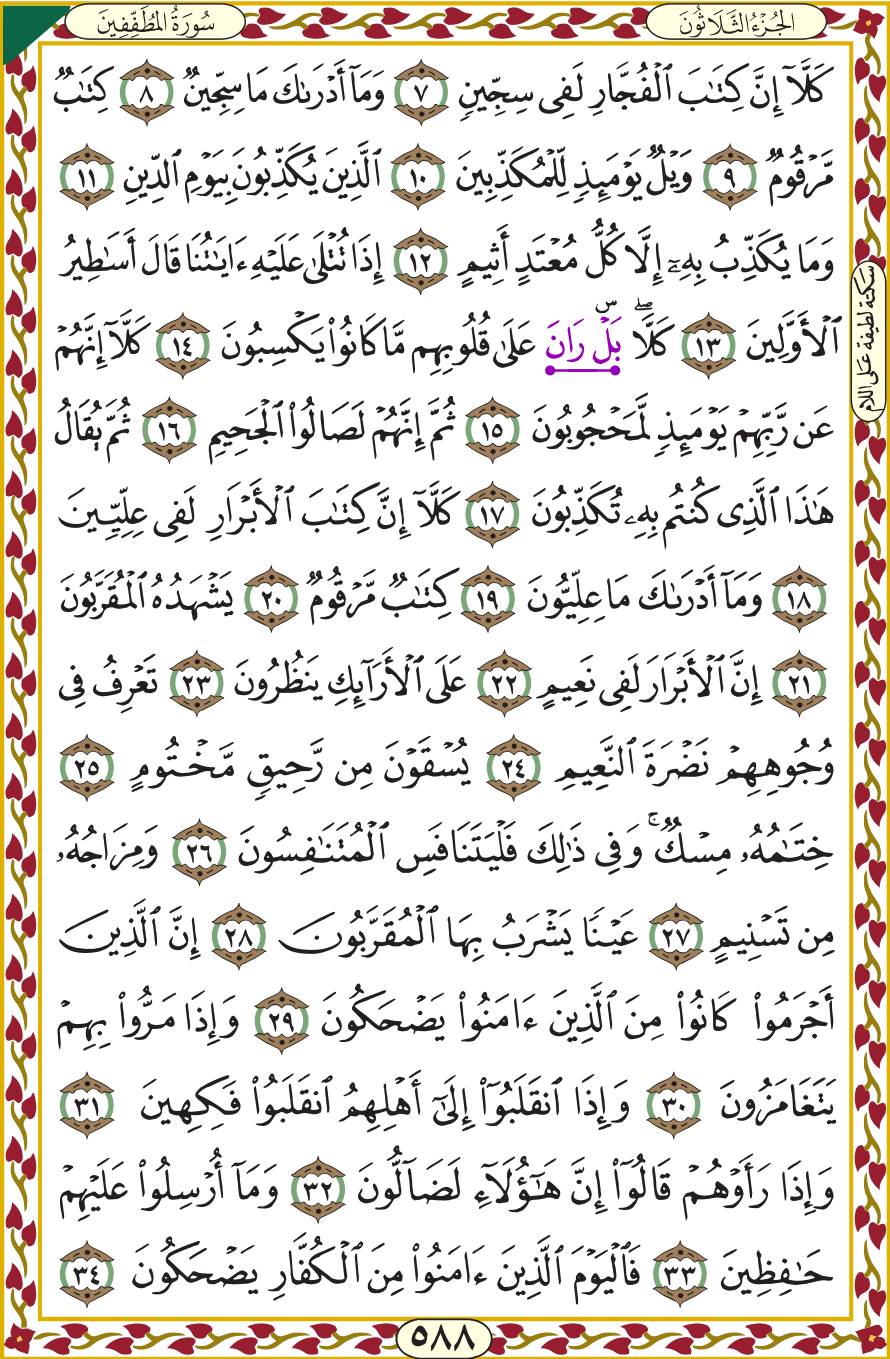 الجُزْءُ الثَّلَاثُونَ
سُورَةُ المُطَفِّفِينَ
كَلَّآ إِنَّ كِتَٰبَ ٱلْفُجَّارِ لَفِى سِجِّينٍ ٧ وَمَآ أَدْرَىٰكَ مَا سِجِّينٌ ٨ كِتَٰبٌ
مَّرْقُومٌ ٩ وَيْلٌ يَوْمَئِذٍ لِّلْمُكَذِّبِينَ ١٠ ٱلَّذِينَ يُكَذِّبُونَ بِيَوْمِ ٱلدِّينِ ١١
وَمَا يُكَذِّبُ بِهِۦٓ إِلَّا كُلُّ مُعْتَدٍ أَثِيمٍ ١٢ إِذَا تُتْلَىٰ عَلَيْهِ ءَايَٰتُنَا قَالَ أَسَٰطِيرُ
ٱلْأَوَّلِينَ ١٣ كَلَّا ۖ بَلْ ۜ رَانَ عَلَىٰ قُلُوبِهِم مَّا كَانُوا۟ يَكْسِبُونَ ١٤ كَلَّآ إِنَّهُمْ
سكتة لطيفة على اللام
عَن رَّبِّهِمْ يَوْمَئِذٍ لَّمَحْجُوبُونَ ١٥ ثُمَّ إِنَّهُمْ لَصَالُوا۟ ٱلْجَحِيمِ ١٦ ثُمَّ يُقَالُ
هَٰذَا ٱلَّذِى كُنتُم بِهِۦ تُكَذِّبُونَ ١٧ كَلَّآ إِنَّ كِتَٰبَ ٱلْأَبْرَارِ لَفِى عِلِّيِّينَ
١٨ وَمَآ أَدْرَىٰكَ مَا عِلِّيُّونَ ١٩ كِتَٰبٌ مَّرْقُومٌ ٢٠ يَشْهَدُهُ ٱلْمُقَرَّبُونَ
٢١ إِنَّ ٱلْأَبْرَارَ لَفِى نَعِيمٍ ٢٢ عَلَى ٱلْأَرَآئِكِ يَنظُرُونَ ٢٣ تَعْرِفُ فِى
وُجُوهِهِمْ نَضْرَةَ ٱلنَّعِيمِ ٢٤ يُسْقَوْنَ مِن رَّحِيقٍ مَّخْتُومٍ ٢٥
خِتَٰمُهُۥ مِسْكٌ ۚ وَفِى ذَٰلِكَ فَلْيَتَنَافَسِ ٱلْمُتَنَٰفِسُونَ ٢٦ وَمِزَاجُهُۥ
مِن تَسْنِيمٍ ٢٧ عَيْنًا يَشْرَبُ بِهَا ٱلْمُقَرَّبُونَ ٢٨ إِنَّ ٱلَّذِينَ
أَجْرَمُوا۟ كَانُوا۟ مِنَ ٱلَّذِينَ ءَامَنُوا۟ يَضْحَكُونَ ٢٩ وَإِذَا مَرُّوا۟ بِهِمْ
يَتَغَامَزُونَ ٣٠ وَإِذَا ٱنقَلَبُوٓا۟ إِلَىٰٓ أَهْلِهِمُ ٱنقَلَبُوا۟ فَكِهِينَ ٣١
وَإِذَا رَأَوْهُمْ قَالُوٓا۟ إِنَّ هَٰٓؤُلَآءِ لَضَآلُّونَ ٣٢ وَمَآ أُرْسِلُوا۟ عَلَيْهِمْ
حَٰفِظِينَ ٣٣ فَٱلْيَوْمَ ٱلَّذِينَ ءَامَنُوا۟ مِنَ ٱلْكُفَّارِ يَضْحَكُونَ ٣٤
٥٨٨